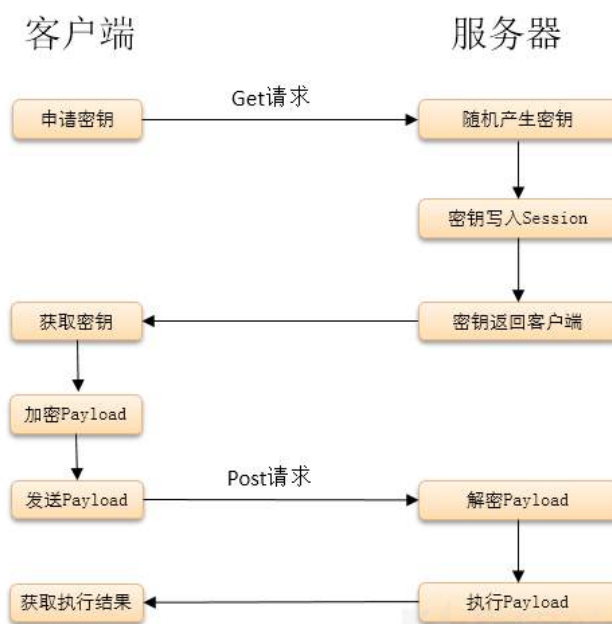 客户端 服务器
Get请求
申请密钥 随机产生密钥
密钥写入Session
获取密钥 密钥返回客户端
加密Payload
Post请求
发送Payload 解密Payload
获取执行结果 执行Payload